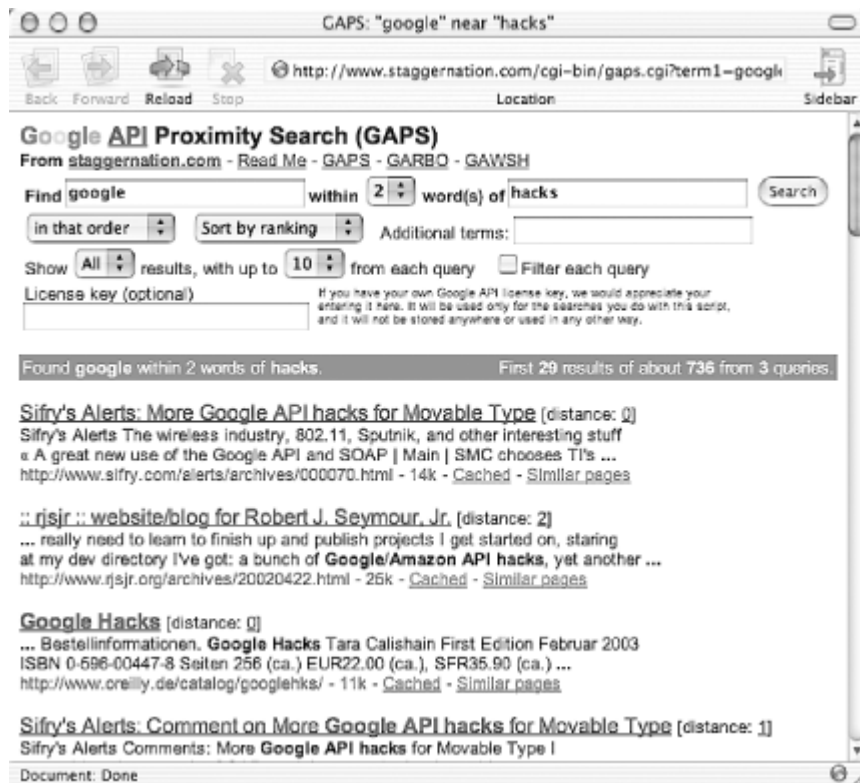 GAPS: "google" near "hacks"
http://www.staggernation.com/cgi-bin/gaps.cgi?term1=googl
Back Forward Reload Stop Location Sidebar
Google API Proximity Search (GAPS)
From staggernation.com - Read Me - GAPS - GARBO - GAWSH
Find google within 2 word(s) of hacks Search
in that order Sort by ranking Additional terms:
Show All results, with up to 10 from each query Filter each query
License key (optional)
If you have your own Google API license key, we would appreciate your
entering it here. It will be used only for the searches you do with this script,
and it will not be stored anywhere or used in any other way.
Found google within 2 words of hacks. First 29 results of about 736 from 3 queries.
Sifry's Alerts: More Google API hacks for Movable Type [distance: 0]
Sifry's Alerts The wireless industry, 802.11, Sputnik, and other interesting stuff
« A great new use of the Google API and SOAP | Main | SMC chooses TI's ...
http://www.sifry.com/alerts/archives/000070.html - 14k - Cached - Similar pages
:: rjsjr :: website/blog for Robert J. Seymour, Jr. [distance: 2]
... really need to learn to finish up and publish projects I get started on, staring
at my dev directory I've got: a bunch of Google/Amazon API hacks, yet another ...
http://www.rjsjr.org/archives/20020422.html - 26k - Cached - Similar pages
Google Hacks [distance: 0]
... Bestellinformationen. Google Hacks Tara Calishain First Edition Februar 2003
ISBN 0-596-00447-8 Seiten 256 (ca.) EUR22.00 (ca.), SFR35.90 (ca.) ...
http://www.oreilly.de/catalog/googlehks/ - 11k - Cached - Similar pages
Sifry's Alerts: Comment on More Google API hacks for Movable Type [distance: 1]
Sifry's Alerts Comments: More Google API hacks for Movable Type I
Document: Done